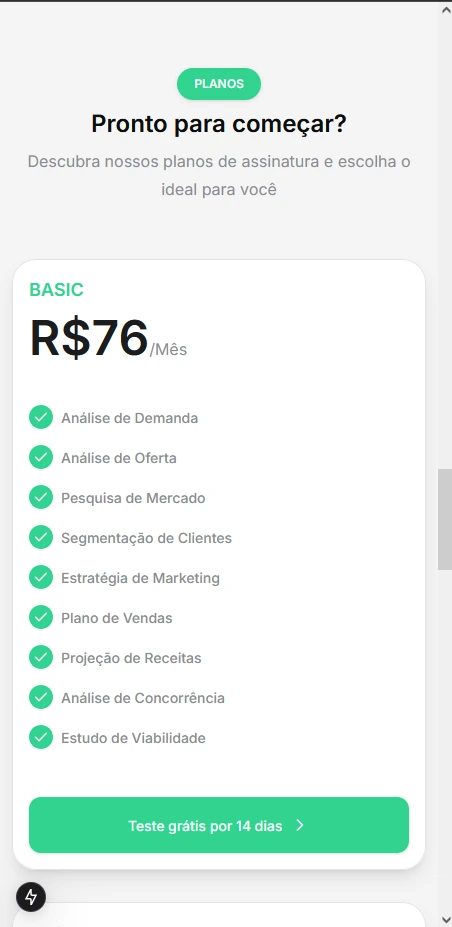 PLANOS
Pronto para começar?
Descubra nossos planos de assinatura e escolha o
ideal para você
BASIC
R$76/Mês
Análise de Demanda
Análise de Oferta
Pesquisa de Mercado
Segmentação de Clientes
Estratégia de Marketing
Plano de Vendas
Projeção de Receitas
Análise de Concorrência
Estudo de Viabilidade
Teste grátis por 14 dias